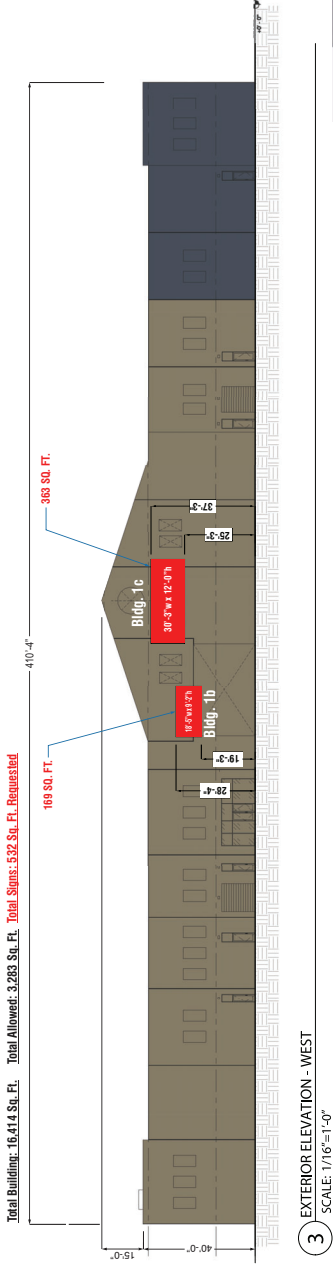 Total Building: 16,414 Sq. Ft. Total Allowed: 3,283 Sq. Ft. Total Signs: 532 Sq. Ft. Requested
410'-4"
169 SQ. FT.
363 SQ. FT.
15'-0"
40'-0"
Bldg. 1c
30'-3"w x 12'-0"h
18'-5"w x 9'-2"h
Bldg. 1b
37'-3"
25'-3"
28'-4"
19'-3"
+0'-0"
3
EXTERIOR ELEVATION - WEST
SCALE: 1/16"=1'-0"